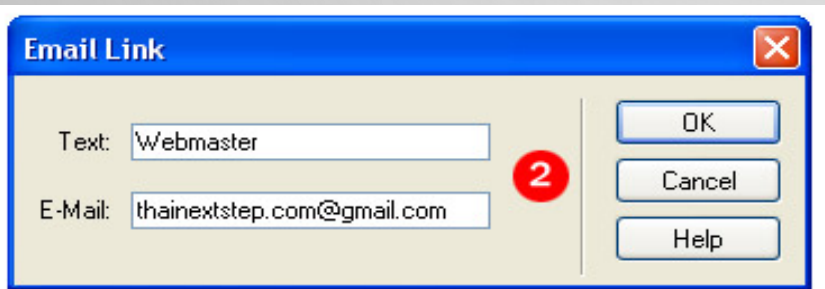 Email Link
Text: Webmaster
E-Mail: thainextstep.com@gmail.com
2
OK
Cancel
Help